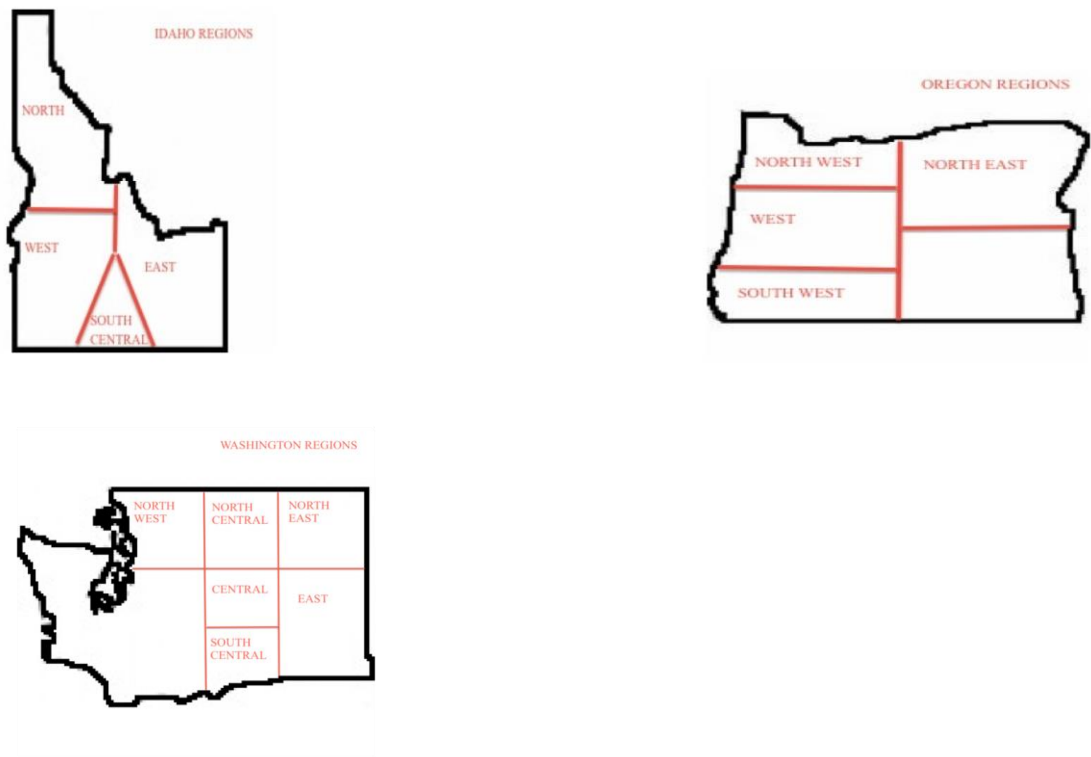 IDAHO REGIONS
NORTH
WEST
EAST
SOUTH
CENTRAL
OREGON REGIONS
NORTH WEST
NORTH EAST
WEST
SOUTH WEST
WASHINGTON REGIONS
NORTH
WEST
NORTH
CENTRAL
NORTH
EAST
CENTRAL
EAST
SOUTH
CENTRAL